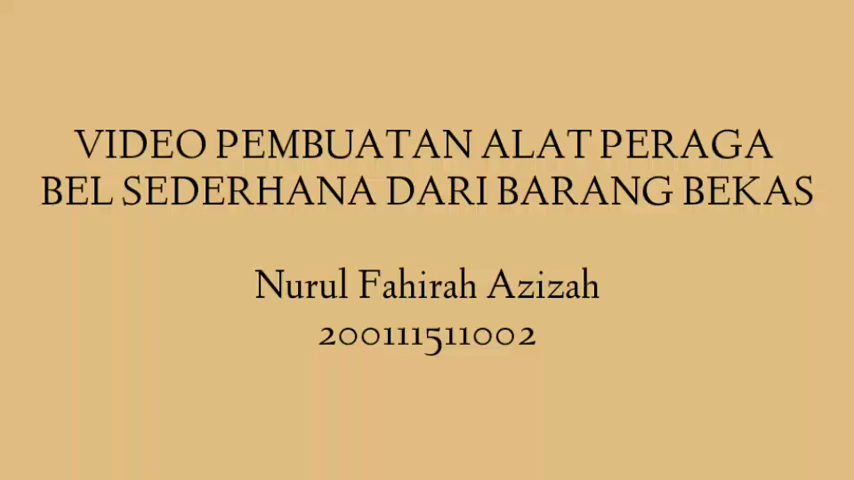 VIDEO PEMBUATAN ALAT PERAGA
BEL SEDERHANA DARI BARANG BEKAS
Nurul Fahirah Azizah
200111511002